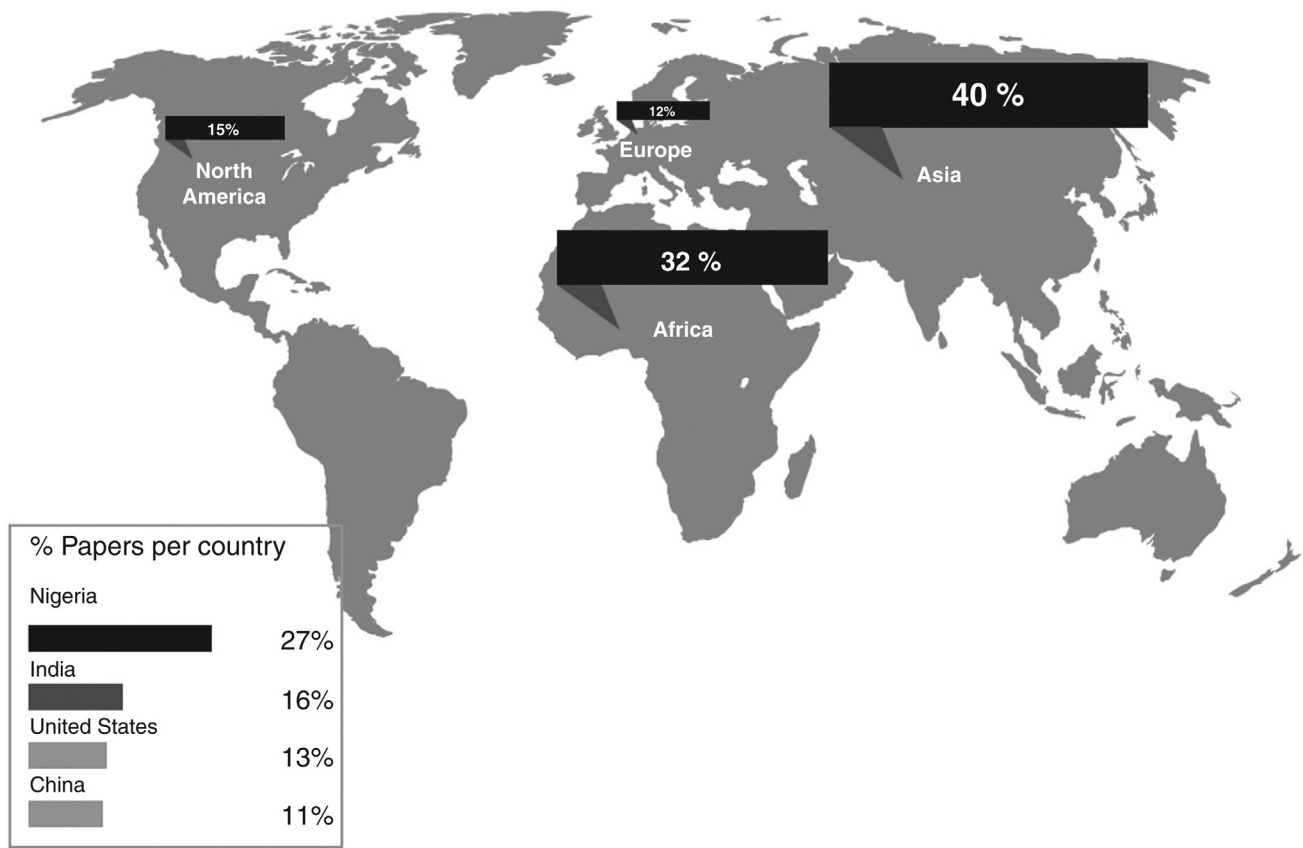 40 %
12%
15%
Europe
North
America
Asia
32 %
Africa
% Papers per country
Nigeria
27%
India
16%
United States
13%
China
11%